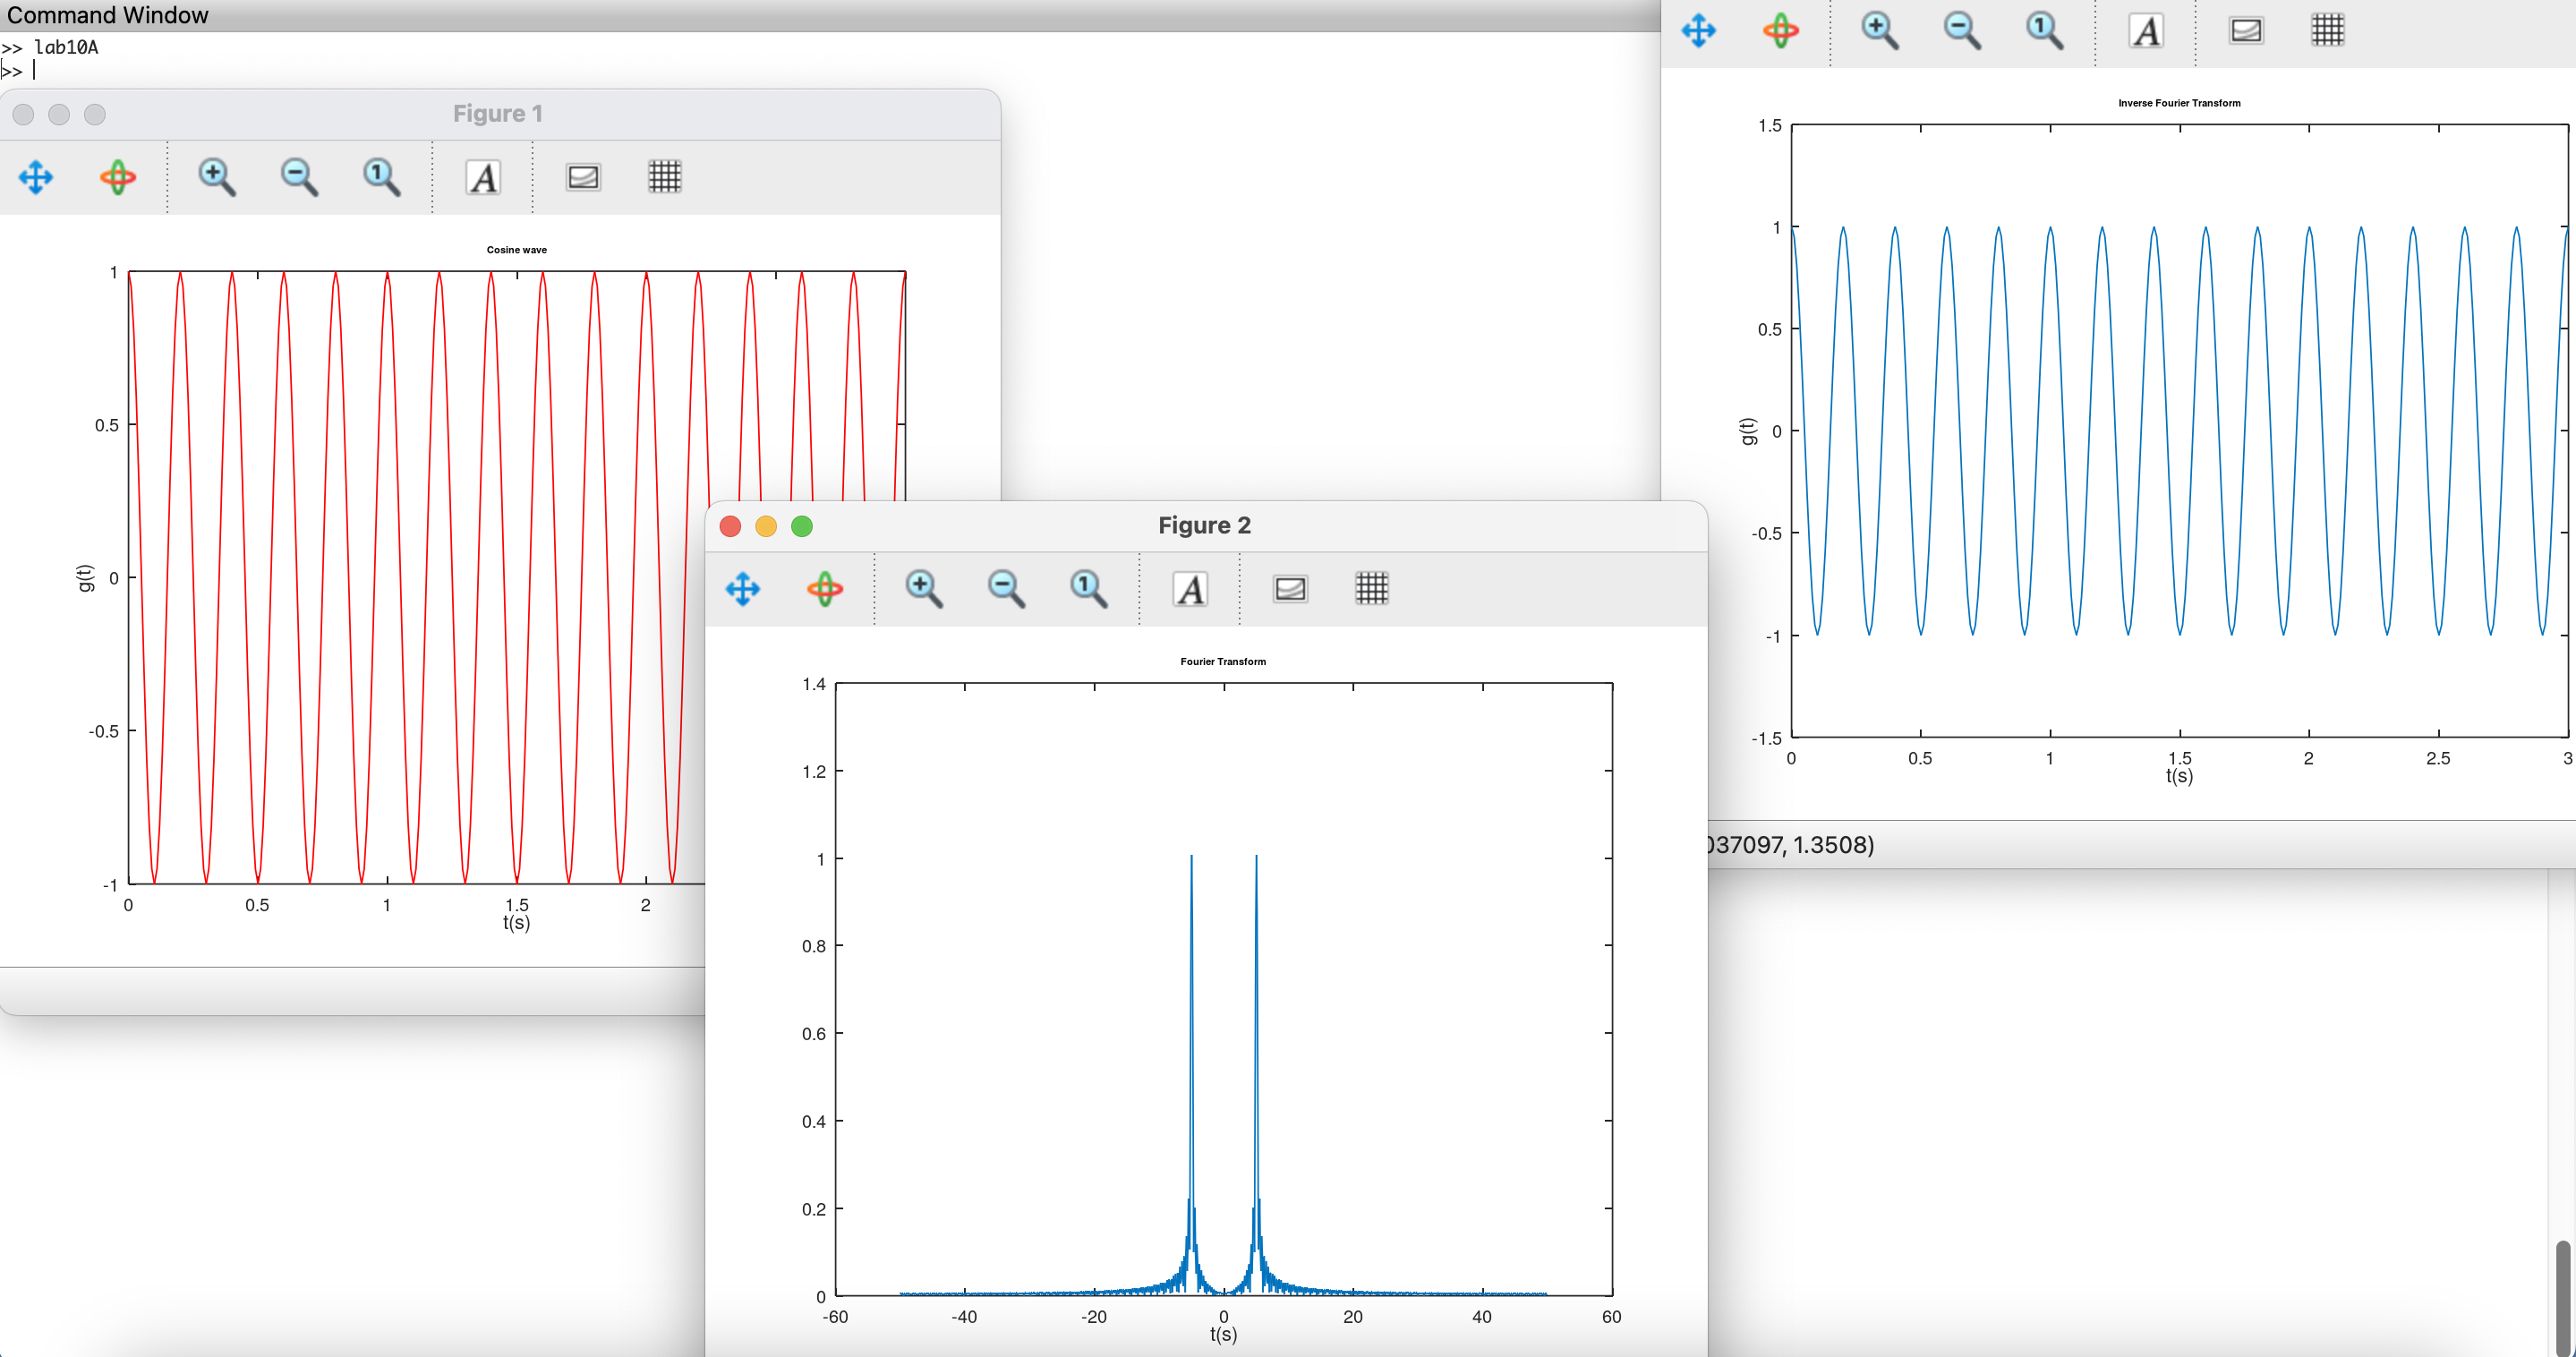 Command Window
>> lab10A
>>
Figure 1
A
Cosine wave
1
0.5
0
-0.5
-1
g(t)
0 0.5 1 1.5 2
t(s)
Figure 2
A
Fourier Transform
1.4
1.2
1
0.8
0.6
0.4
0.2
0
-60 -40 -20 0 20 40 60
t(s)
A
Inverse Fourier Transform
1.5
1
0.5
0
-0.5
-1
-1.5
g(t)
0 0.5 1 1.5 2 2.5 3
t(s)
037097, 1.3508)